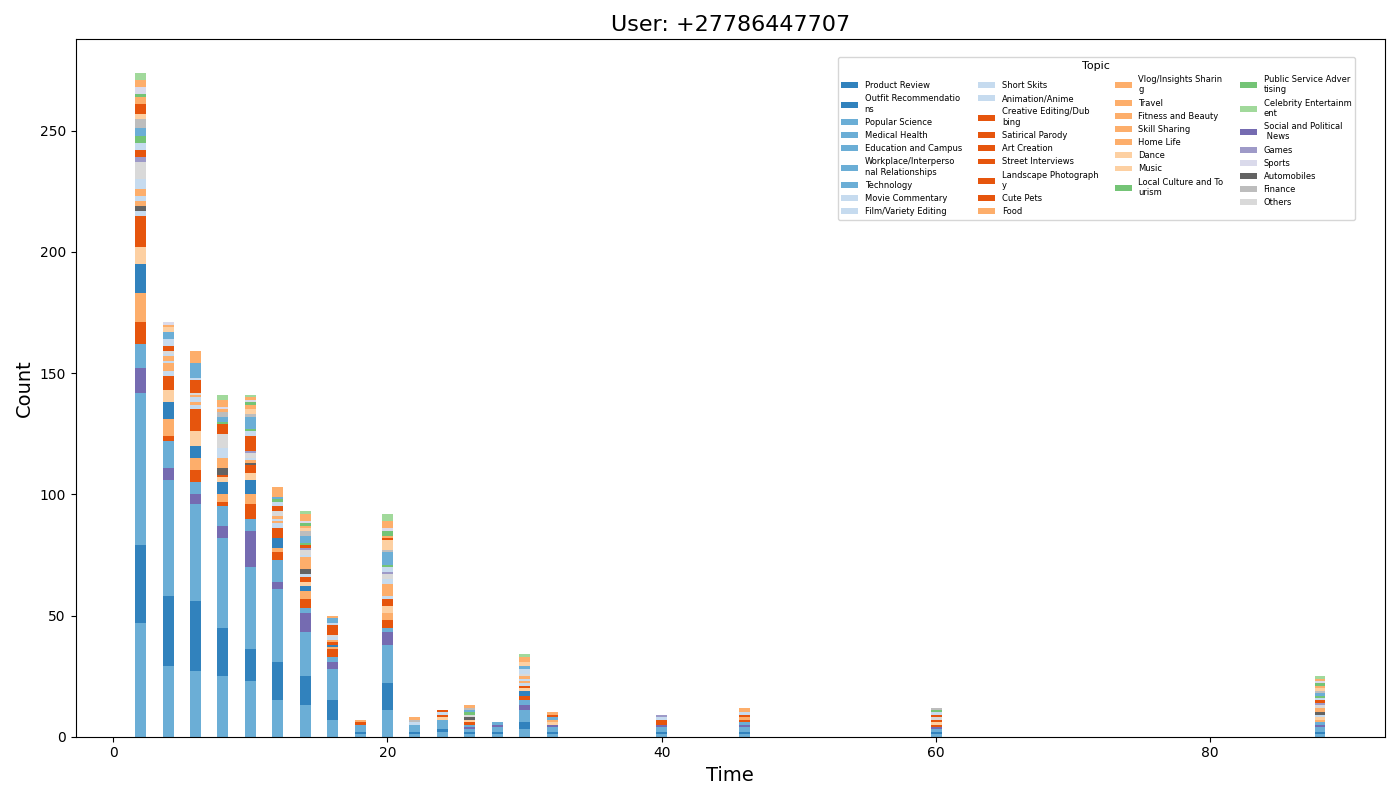 User: +27786447707
Count
250
200
150
100
50
0
0
20
40
60
80
Time
Topic
Product Review
Outfit Recommendatio
ns
Popular Science
Medical Health
Education and Campus
Workplace/Interperso
nal Relationships
Technology
Movie Commentary
Film/Variety Editing
Short Skits
Animation/Anime
Creative Editing/Dub
bing
Satirical Parody
Art Creation
Street Interviews
Landscape Photograph
y
Cute Pets
Food
Vlog/Insights Sharin
g
Travel
Fitness and Beauty
Skill Sharing
Home Life
Dance
Music
Local Culture and To
urism
Public Service Adver
tising
Celebrity Entertainm
ent
Social and Political
News
Games
Sports
Automobiles
Finance
Others